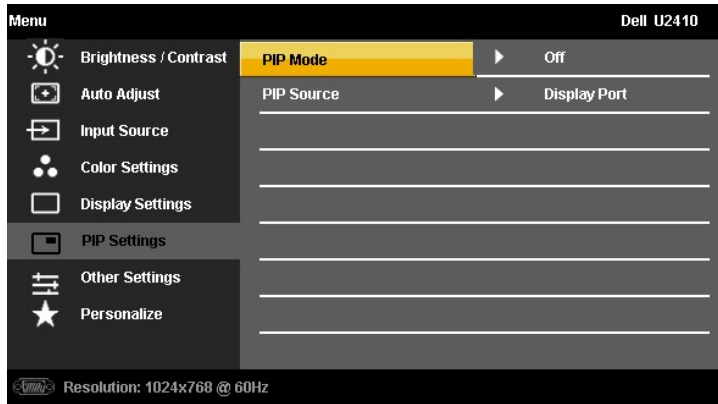 Menu Dell U2410
Brightness / Contrast PIP Mode Off
Auto Adjust PIP Source Display Port
Input Source
Color Settings
Display Settings
PIP Settings
Other Settings
Personalize
Resolution: 1024x768 @ 60Hz